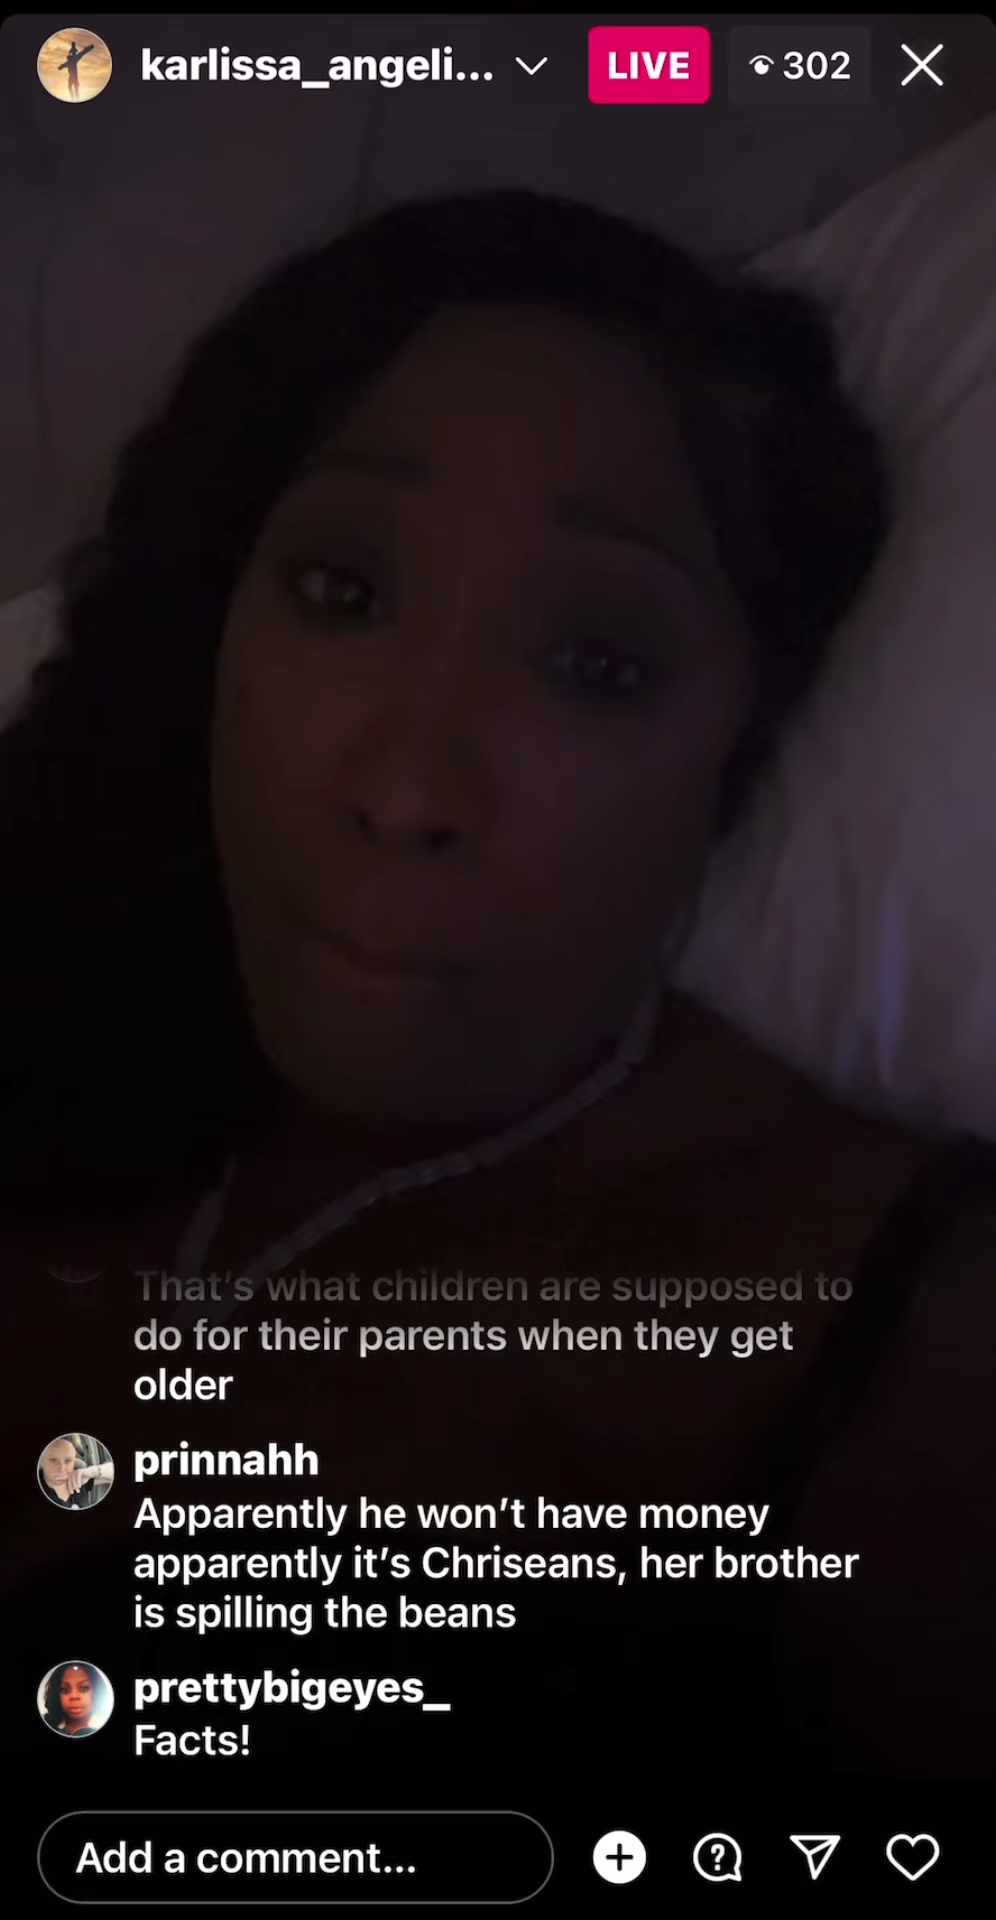 karlissa_angeli...
LIVE
302
That's what children are supposed to
do for their parents when they get
older
prinnahh
Apparently he won't have money
apparently it's Chriseans, her brother
is spilling the beans
prettybigeyes_
Facts!
Add a comment...